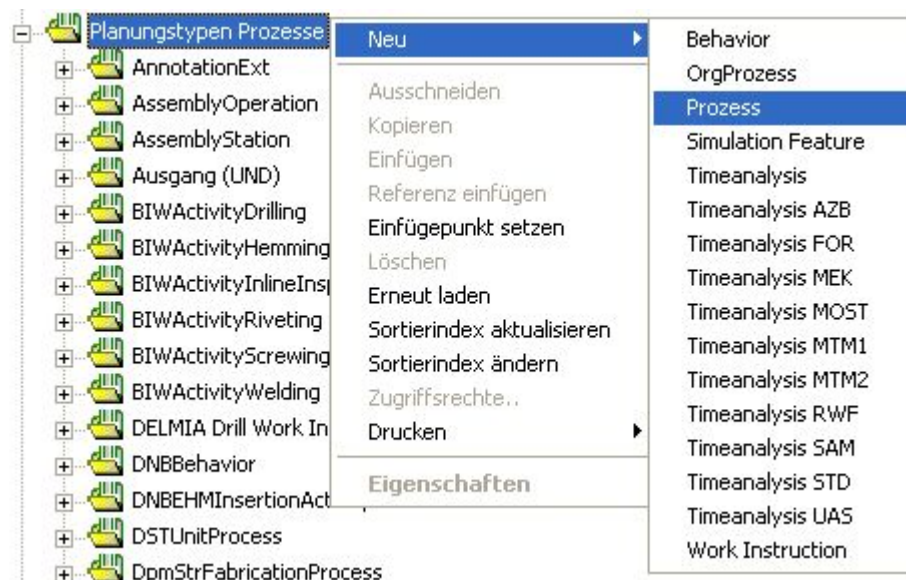 Planungstypen Prozesse
AnnotationExt
AssemblyOperation
AssemblyStation
Ausgang (UND)
BIWActivityDrilling
BIWActivityHemming
BIWActivityInlineIns
BIWActivityRiveting
BIWActivityScrewing
BIWActivityWelding
DELMIA Drill Work In
DNBBehavior
DNBEHMInsertionAct
DSTUnitProcess
DpmStrFabricationProcess
Neu
Ausschneiden
Kopieren
Einfügen
Referenz einfügen
Einfügepunkt setzen
Löschen
Erneut laden
Sortierindex aktualisieren
Sortierindex ändern
Zugriffsrechte..
Drucken
Eigenschaften
Behavior
OrgProzess
Prozess
Simulation Feature
Timeanalysis
Timeanalysis AZB
Timeanalysis FOR
Timeanalysis MEK
Timeanalysis MOST
Timeanalysis MTM1
Timeanalysis MTM2
Timeanalysis RWF
Timeanalysis SAM
Timeanalysis STD
Timeanalysis UAS
Work Instruction